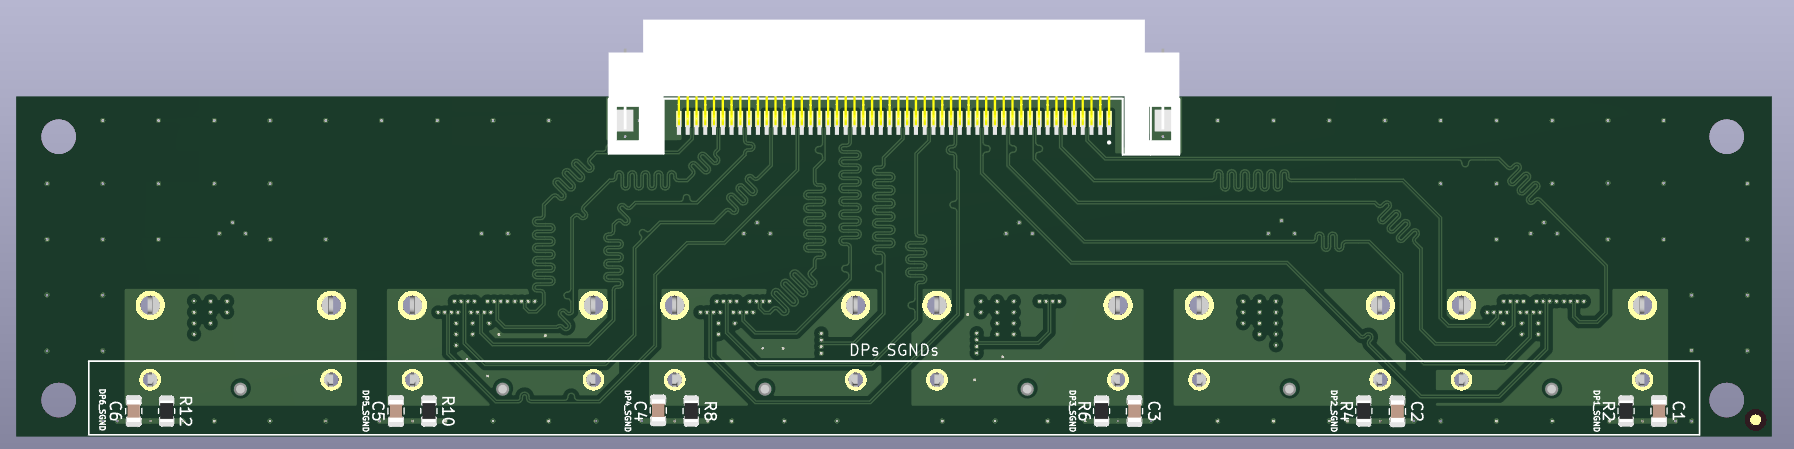 DPs SGNDs
DP6_SGND
C6
R12
DP5_SGND
C5
R10
DP4_SGND
C4
R8
DP3_SGND
R6
C3
DP2_SGND
R4
C2
DP1_SGND
R2
C1